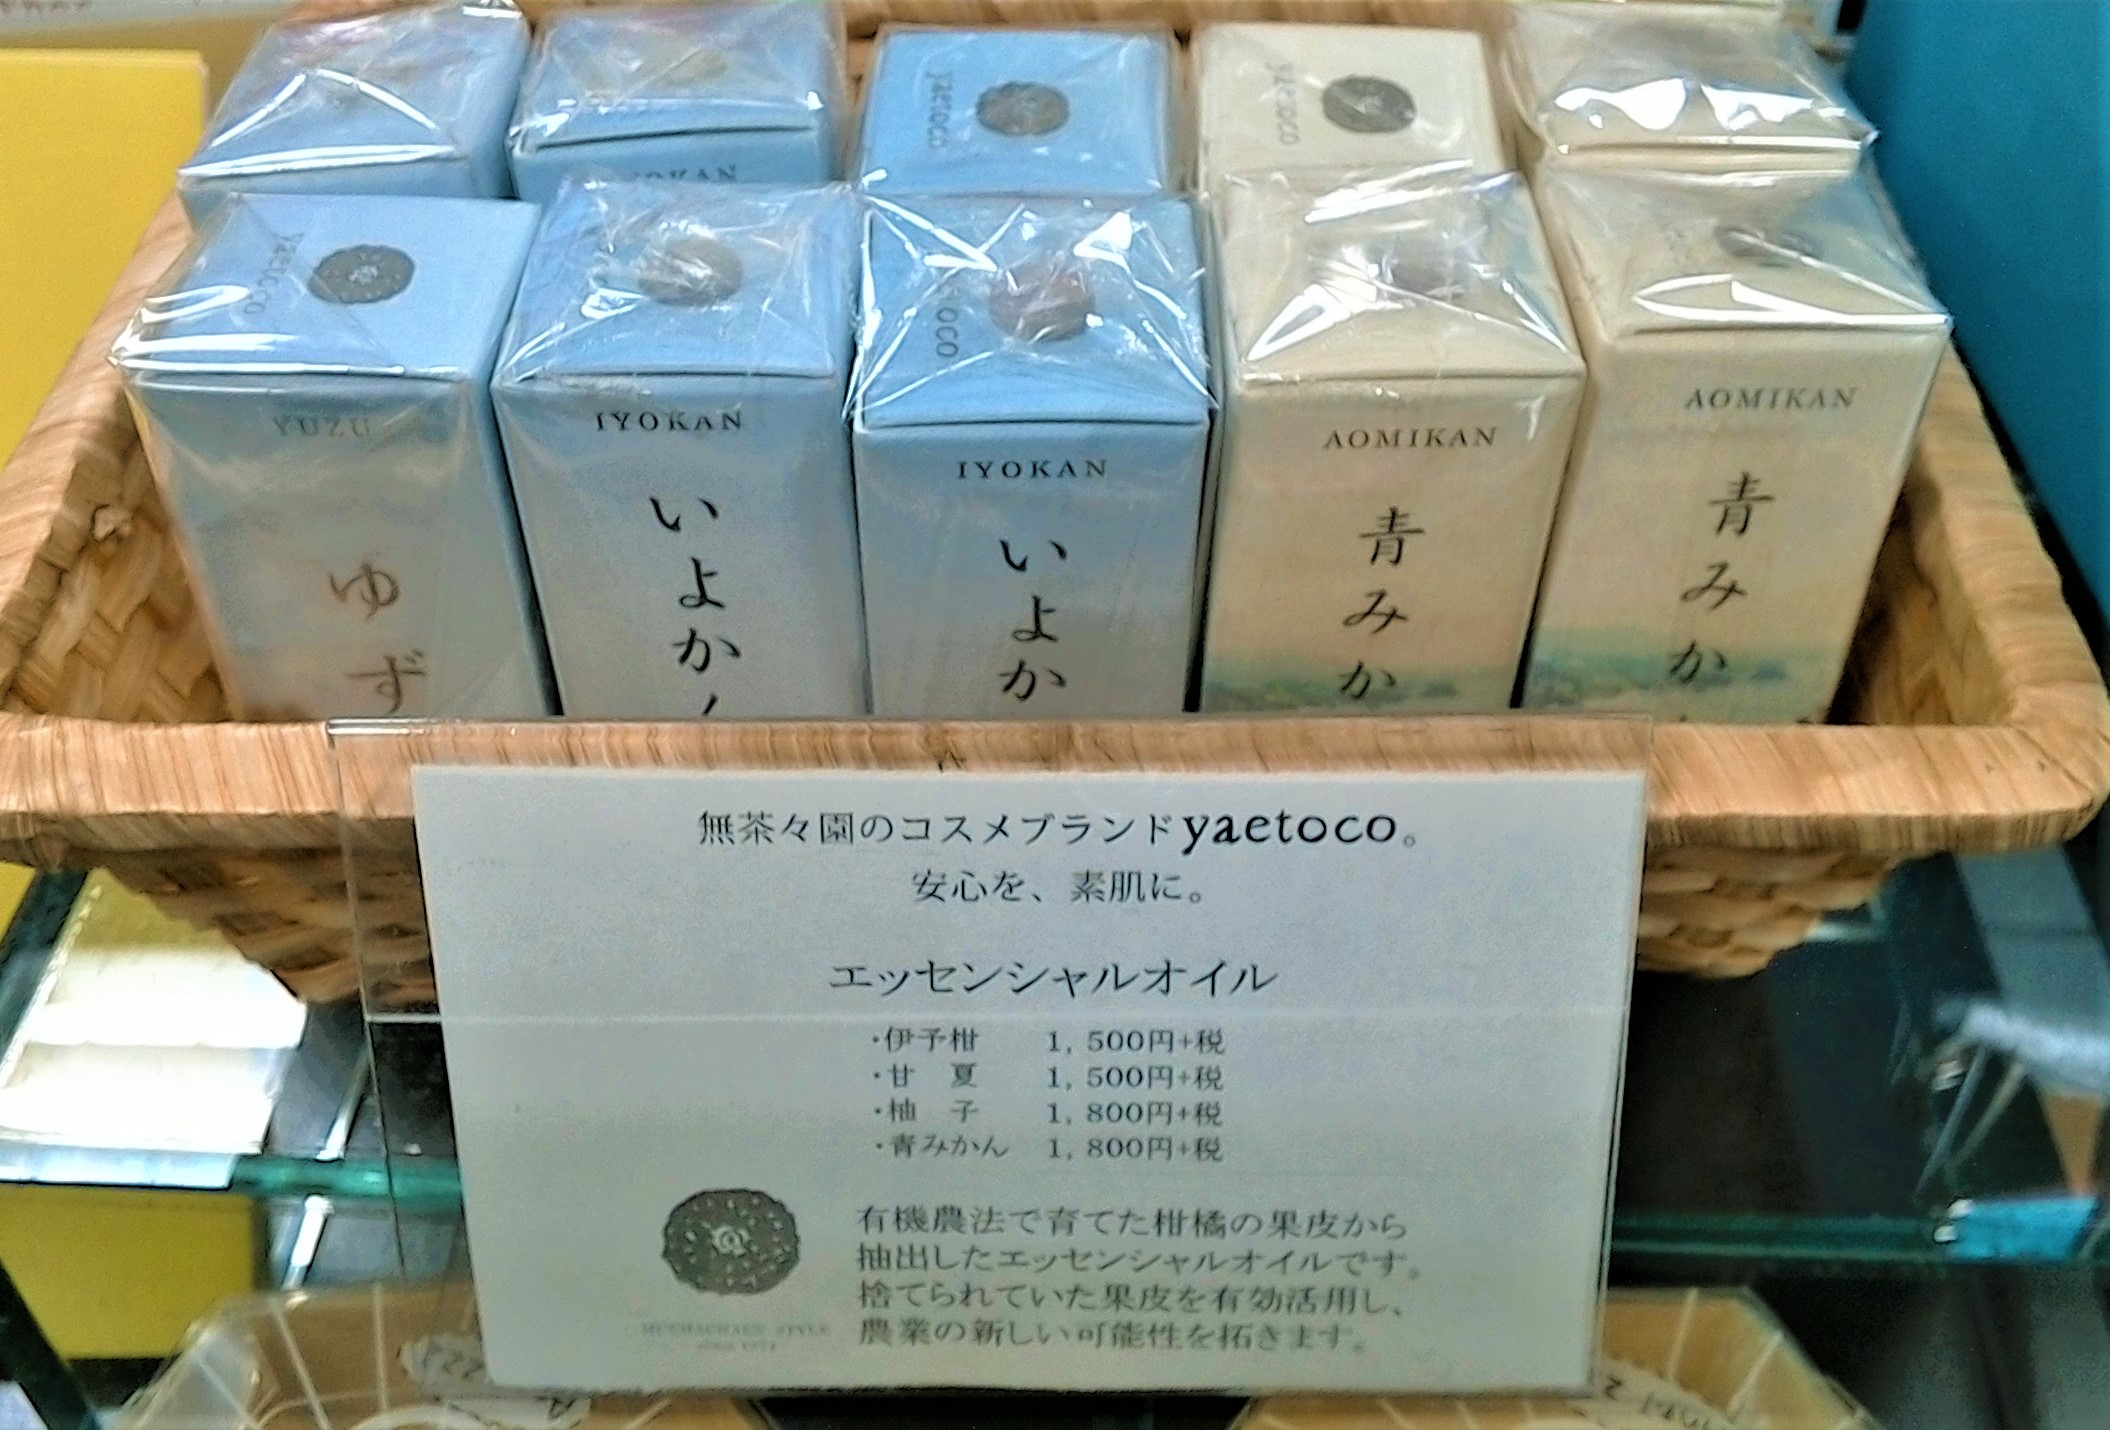 yaetoco
yaetoco
yaetoco
YUZU
ゆず
IYOKAN
いよか
IYOKAN
いよか
AOMIKAN
青みか
AOMIKAN
青みか
無茶々園のコスメブランドyaetoco。
安心を、素肌に。
エッセンシャルオイル
・伊予柑 1,500円+税
・甘 夏 1,500円+税
・柚 子 1,800円+税
・青みかん 1,800円+税
有機農法で育てた柑橘の果皮から
抽出したエッセンシャルオイルです。
捨てられていた果皮を有効活用し、
農業の新しい可能性を拓きます。
MUCHACHAEN STYLE
since 1974